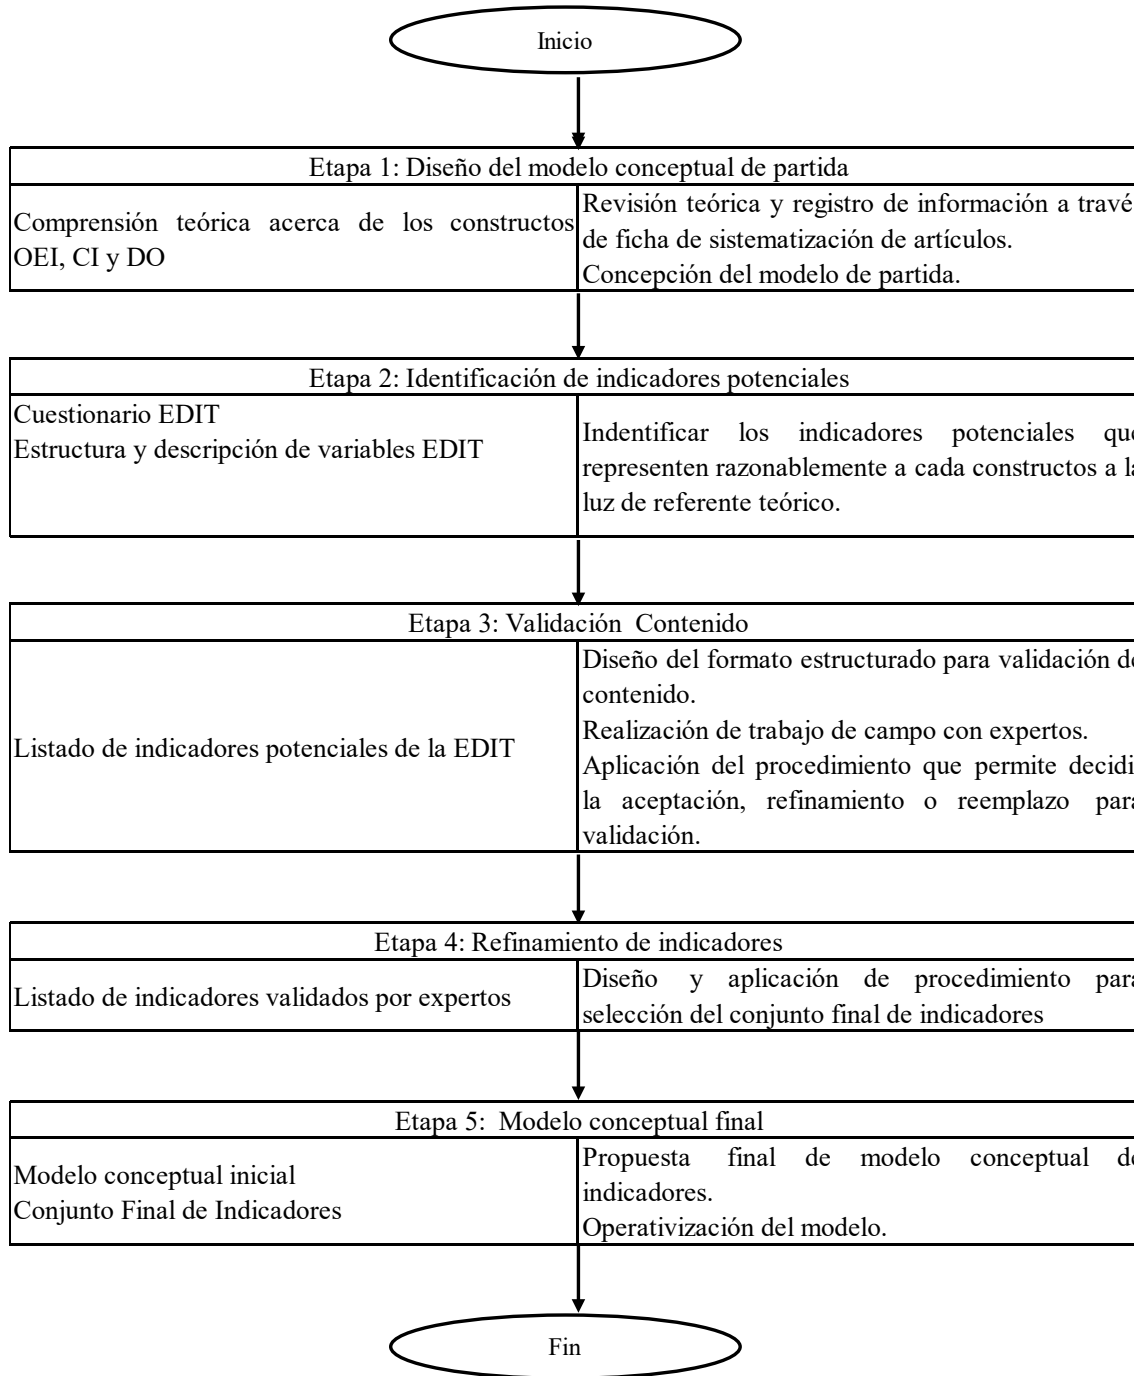 Inicio
Etapa 1: Diseño del modelo conceptual de partida
Comprensión teórica acerca de los constructos
OEI, CI y DO
Revisión teórica y registro de información a travé
de ficha de sistematización de artículos.
Concepción del modelo de partida.
Etapa 2: Identificación de indicadores potenciales
Cuestionario EDIT
Estructura y descripción de variables EDIT
Indentificar los indicadores potenciales que
representen razonablemente a cada constructos a la
luz de referente teórico.
Etapa 3: Validación Contenido
Listado de indicadores potenciales de la EDIT
Diseño del formato estructurado para validación de
contenido.
Realización de trabajo de campo con expertos.
Aplicación del procedimiento que permite decidi
la aceptación, refinamiento o reemplazo para
validación.
Etapa 4: Refinamiento de indicadores
Listado de indicadores validados por expertos
Diseño y aplicación de procedimiento para
selección del conjunto final de indicadores
Etapa 5: Modelo conceptual final
Modelo conceptual inicial
Conjunto Final de Indicadores
Propuesta final de modelo conceptual de
indicadores.
Operativización del modelo.
Fin